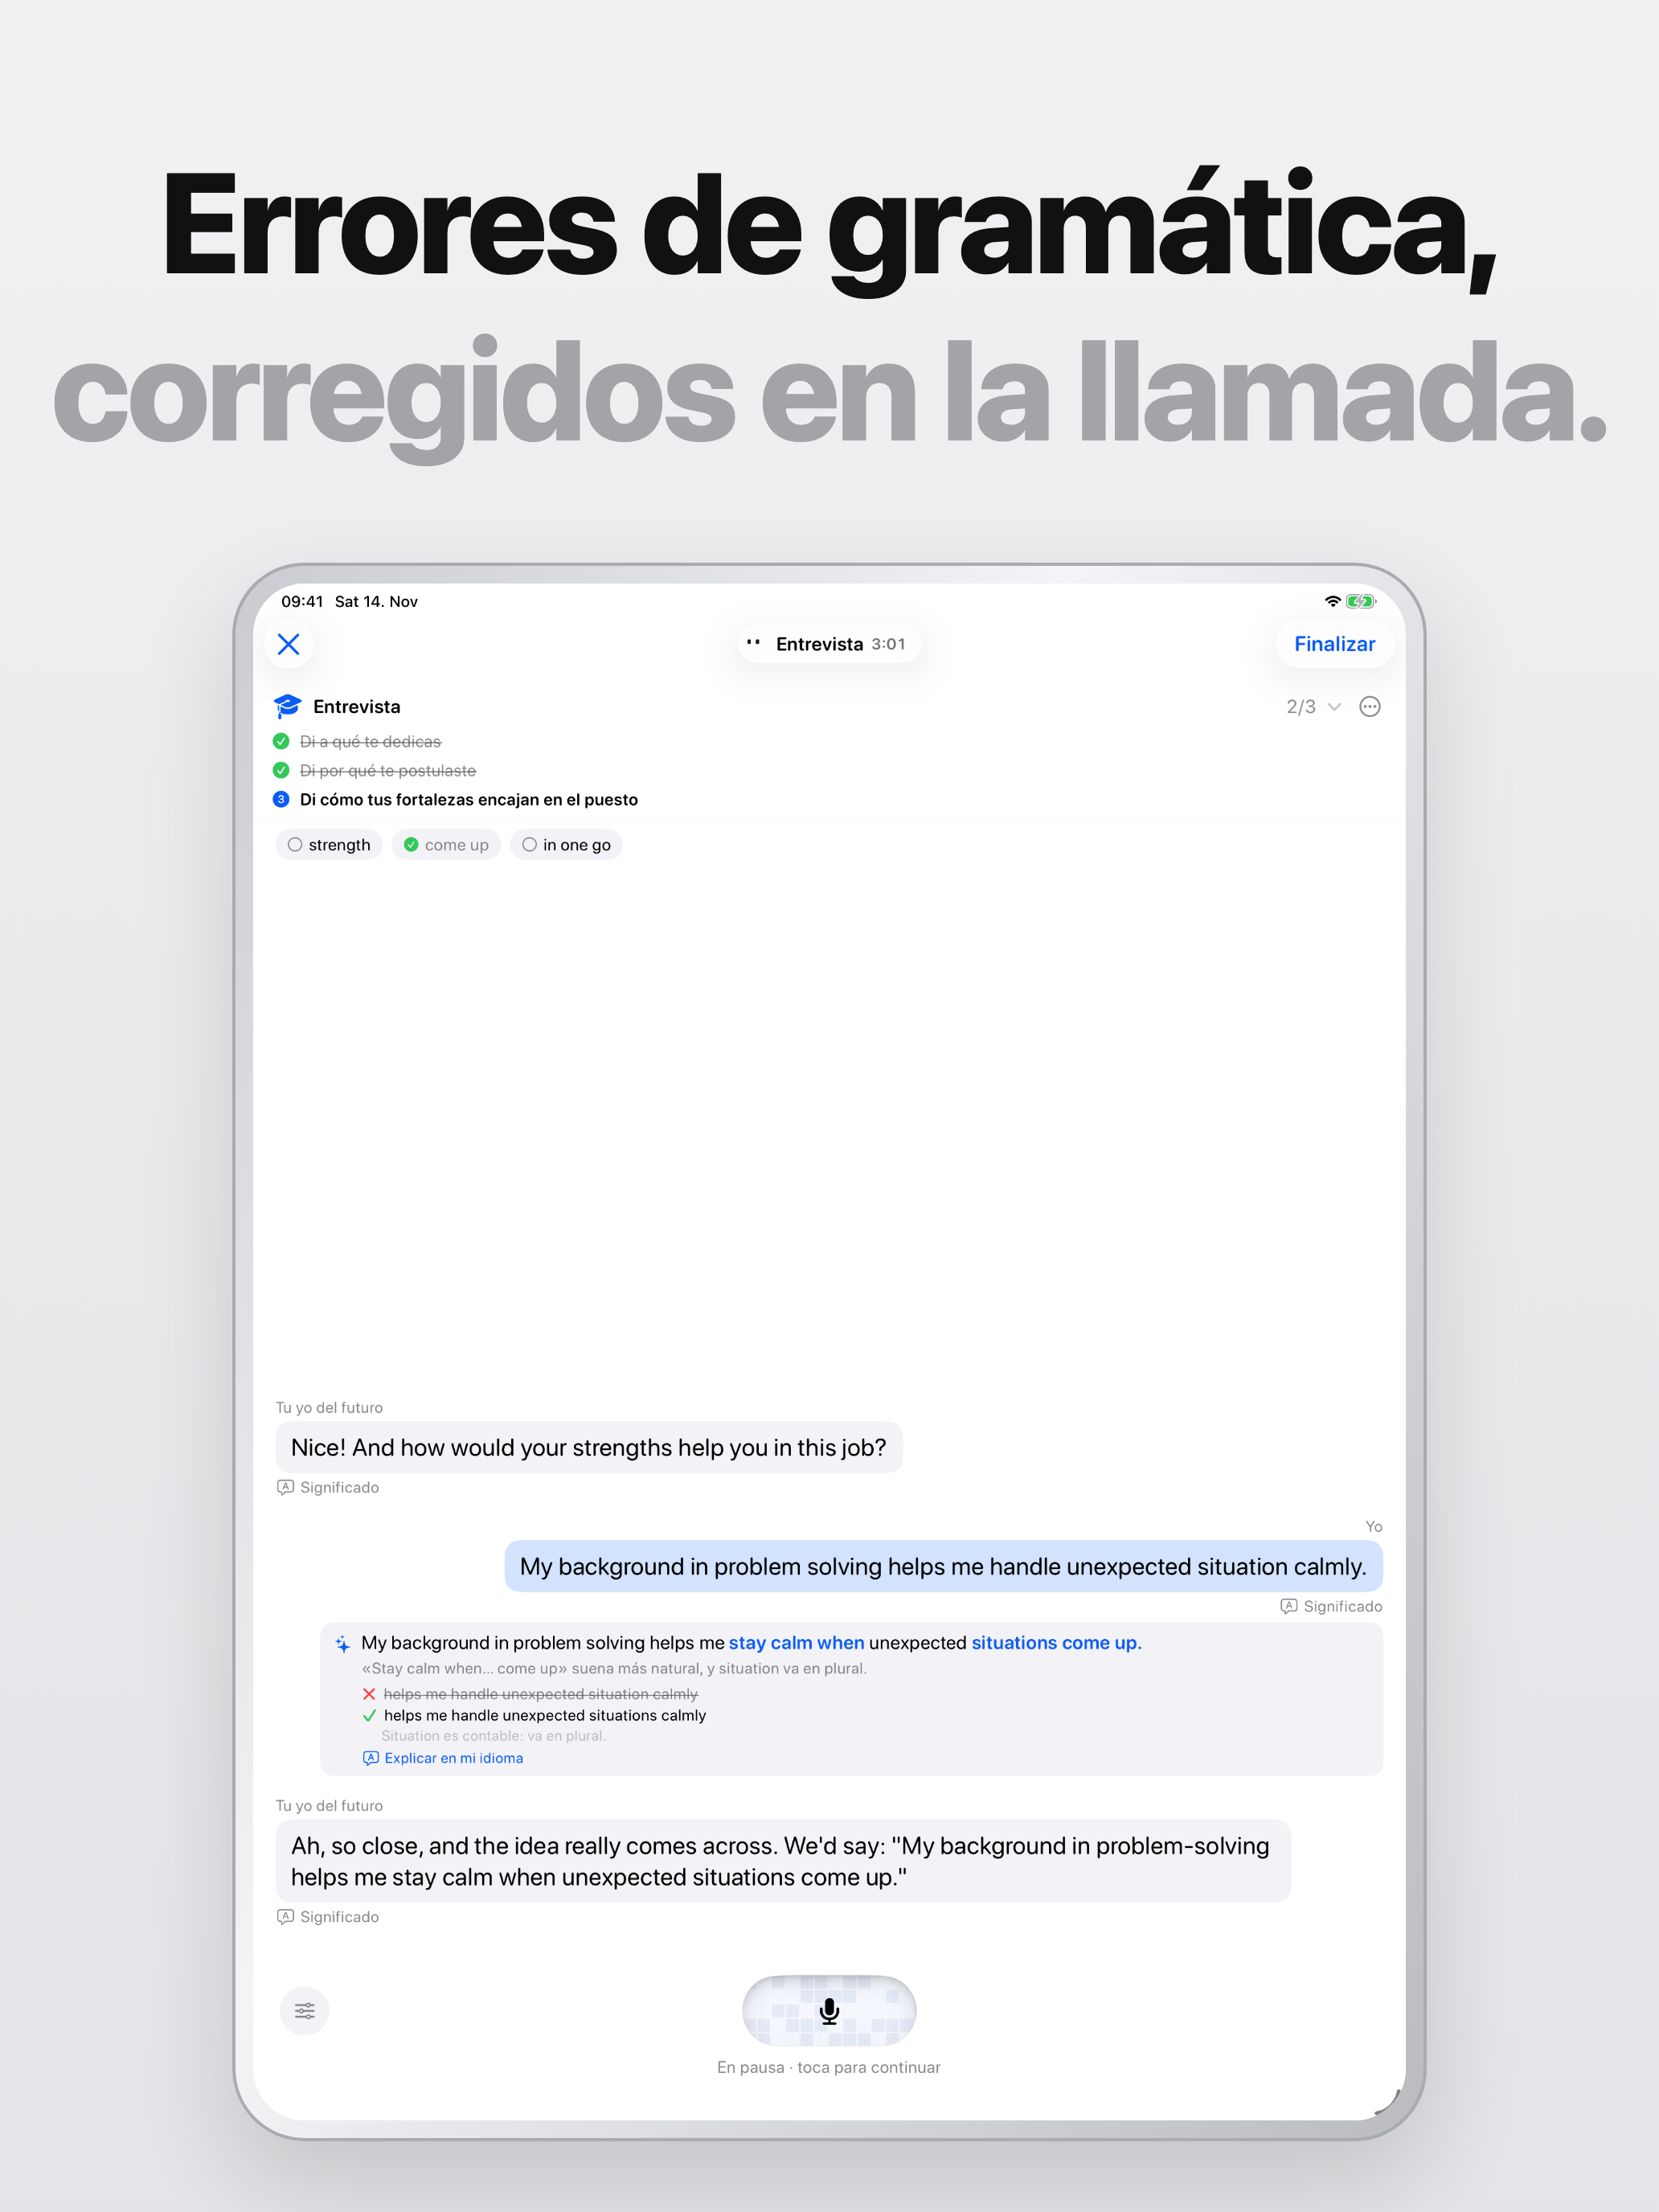 Errores de gramática,
corregidos en la llamada.
09:41 Sat 14. Nov
Entrevista 3:01
Finalizar
Entrevista
2/3
Di a qué te dedicas
Di por qué te postulaste
3 Di cómo tus fortalezas encajan en el puesto
strength
come up
in one go
Tu yo del futuro
Nice! And how would your strengths help you in this job?
A Significado
Yo
My background in problem solving helps me handle unexpected situation calmly.
A Significado
My background in problem solving helps me stay calm when unexpected situations come up.
«Stay calm when... come up» suena más natural, y situation va en plural.
helps me handle unexpected situation calmly
helps me handle unexpected situations calmly
Situation es contable: va en plural.
A Explicar en mi idioma
Tu yo del futuro
Ah, so close, and the idea really comes across. We'd say: "My background in problem-solving
helps me stay calm when unexpected situations come up."
A Significado
En pausa · toca para continuar